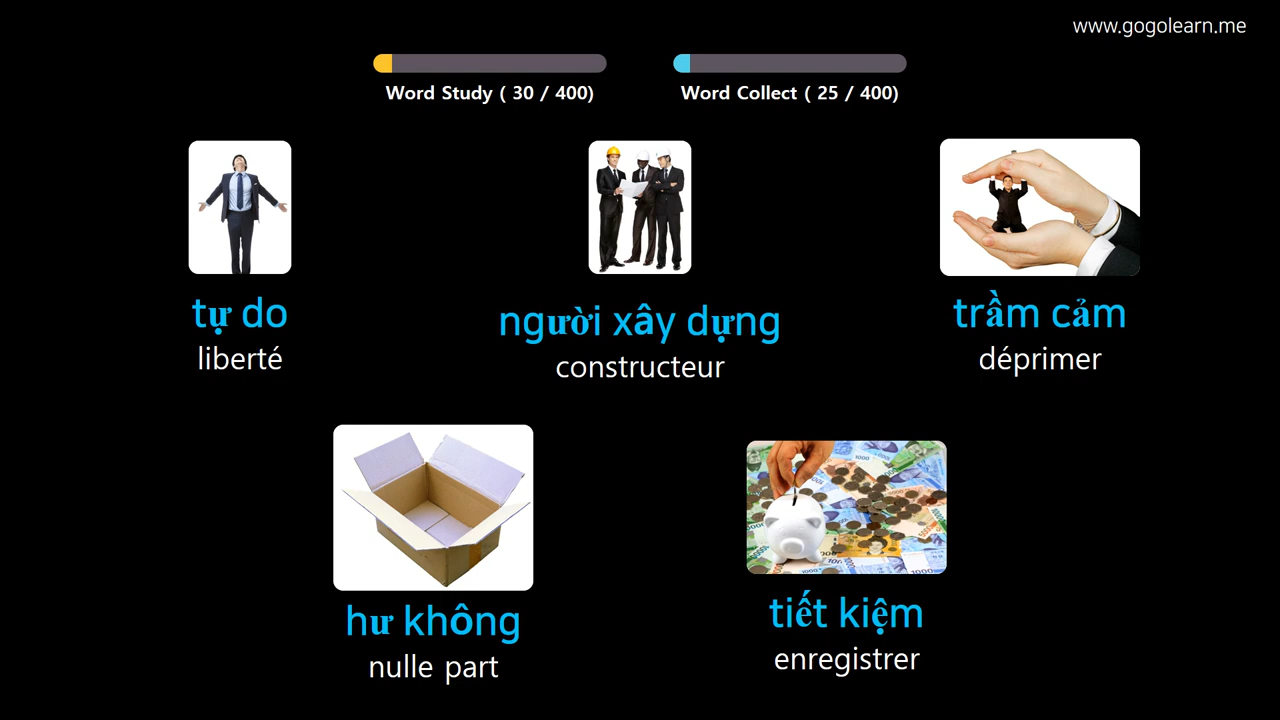 www.gogolearn.me
Word Study ( 30 / 400)
Word Collect ( 25 / 400)
tự do
liberté
người xây dựng
constructeur
trầm cảm
déprimer
hư không
nulle part
tiết kiệm
enregistrer